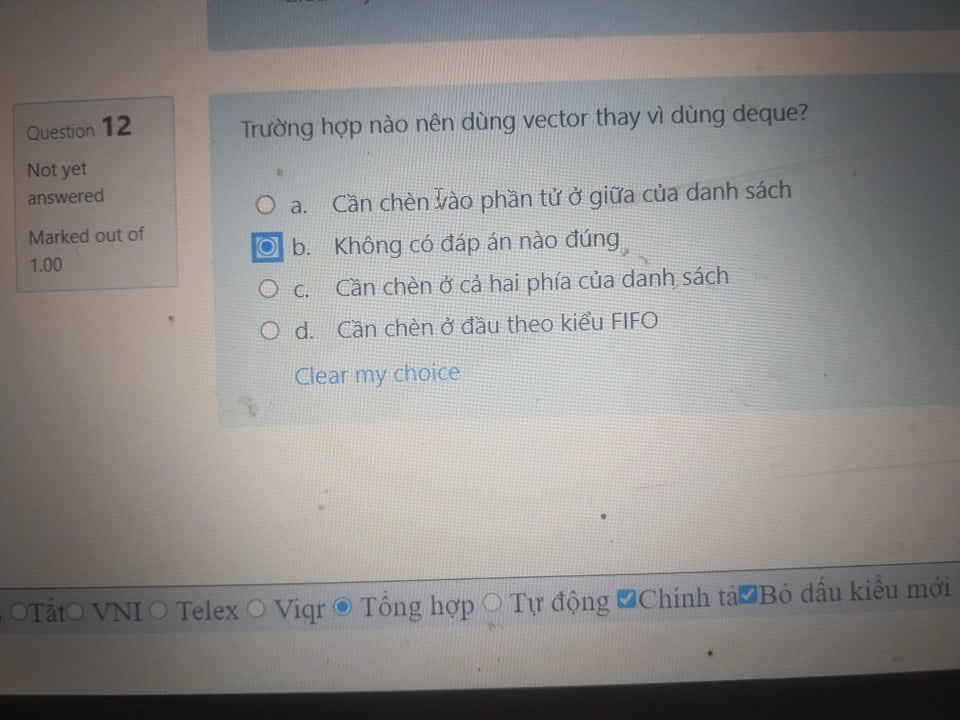 Question 12
Not yet
answered
Marked out of
1.00
Trường hợp nào nên dùng vector thay vì dùng deque?
a. Cần chèn vào phần tử ở giữa của danh sách
b. Không có đáp án nào đúng
c. Cần chèn ở cả hai phía của danh sách
d. Cần chèn ở đầu theo kiểu FIFO
Clear my choice
Tắt VNI Telex Viqr Tổng hợp Tự động Chính tả Bỏ dấu kiểu mới